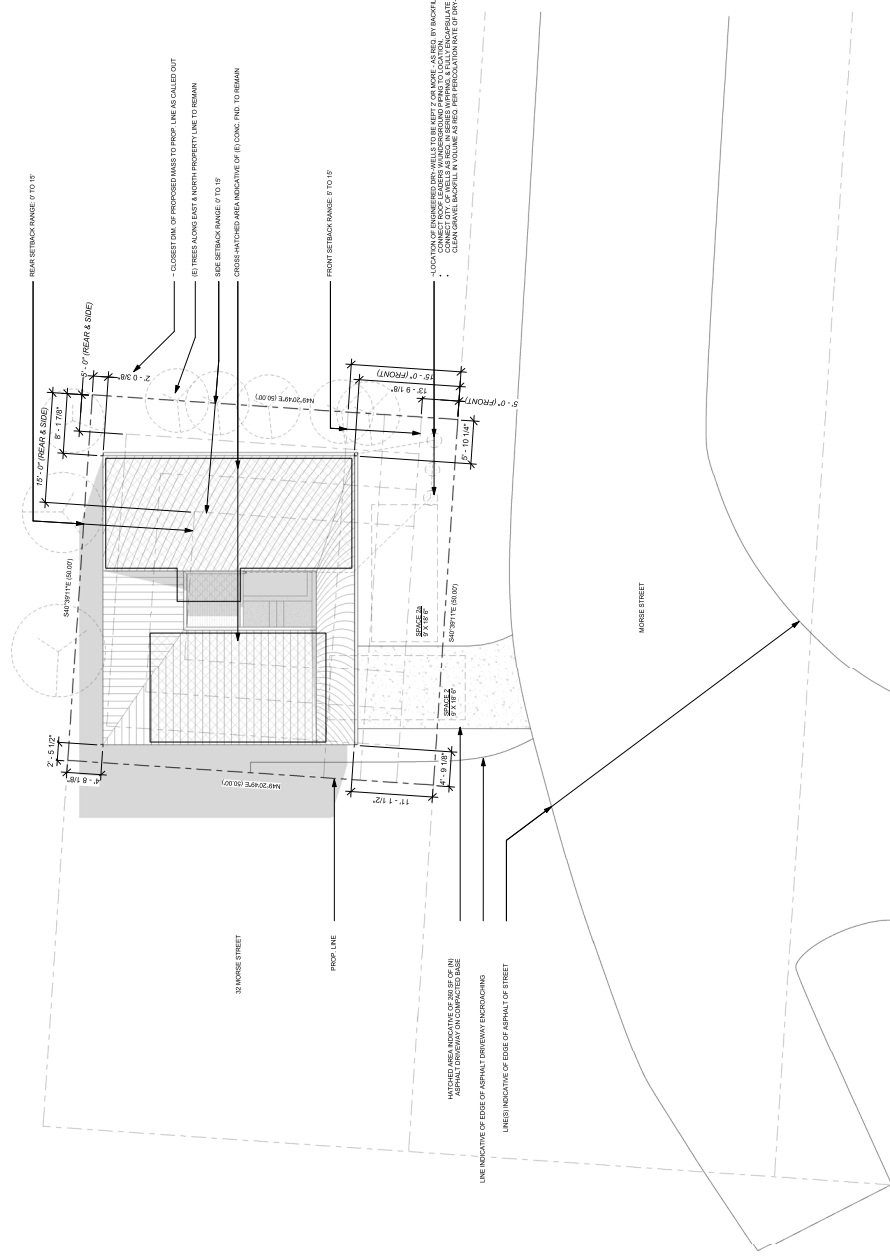 REAR SETBACK RANGE: 0' TO 15'
~ CLOSEST DIM. OF PROPOSED MASS TO PROP. LINE AS CALLED OUT
(E) TREES ALONG EAST & NORTH PROPERTY LINE TO REMAIN
SIDE SETBACK RANGE: 0' TO 15'
CROSS-HATCHED AREA INDICATIVE OF (E) CONC. FND. TO REMAIN
FRONT SETBACK RANGE: 5' TO 15'
~LOCATION OF ENGINEERED DRY-WELLS TO BE KEPT 2' OR MORE - AS REQ. BY BACKFIL
CONNECT ROOF LEADERS W/UNDERGROUND PIPING TO LOCATION.
CONNECT QTY. OF WELLS AS REQ. IN SERIES W/PIPING, & FULLY ENCAPSULATE
CLEAN GRAVEL BACKFILL IN VOLUME AS REQ. PER PERCOLATION RATE OF DRY-
5' - 0" (REAR & SIDE)
15' - 0" (REAR & SIDE)
8' - 1 7/8"
2' - 0 3/8"
N49°20'49"E (50.00')
15' - 0" (FRONT)
13' - 9 1/8"
5' - 0" (FRONT)
5' - 10 1/4"
S40°39'11"E (50.00')
S40°39'11"E (50.00')
SPACE 2a
9' X 18' 6"
SPACE 2
9' X 18' 6"
2' - 5 1/2"
4' - 8 1/8"
N49°20'49"E (50.00')
11' - 1 1/2"
4' - 9 1/8"
MORSE STREET
32 MORSE STREET
PROP. LINE
HATCHED AREA INDICATIVE OF 260 SF OF (N)
ASPHALT DRIVEWAY ON COMPACTED BASE
LINE INDICATIVE OF EDGE OF ASPHALT DRIVEWAY ENCROACHING
LINE(S) INDICATIVE OF EDGE OF ASPHALT OF STREET